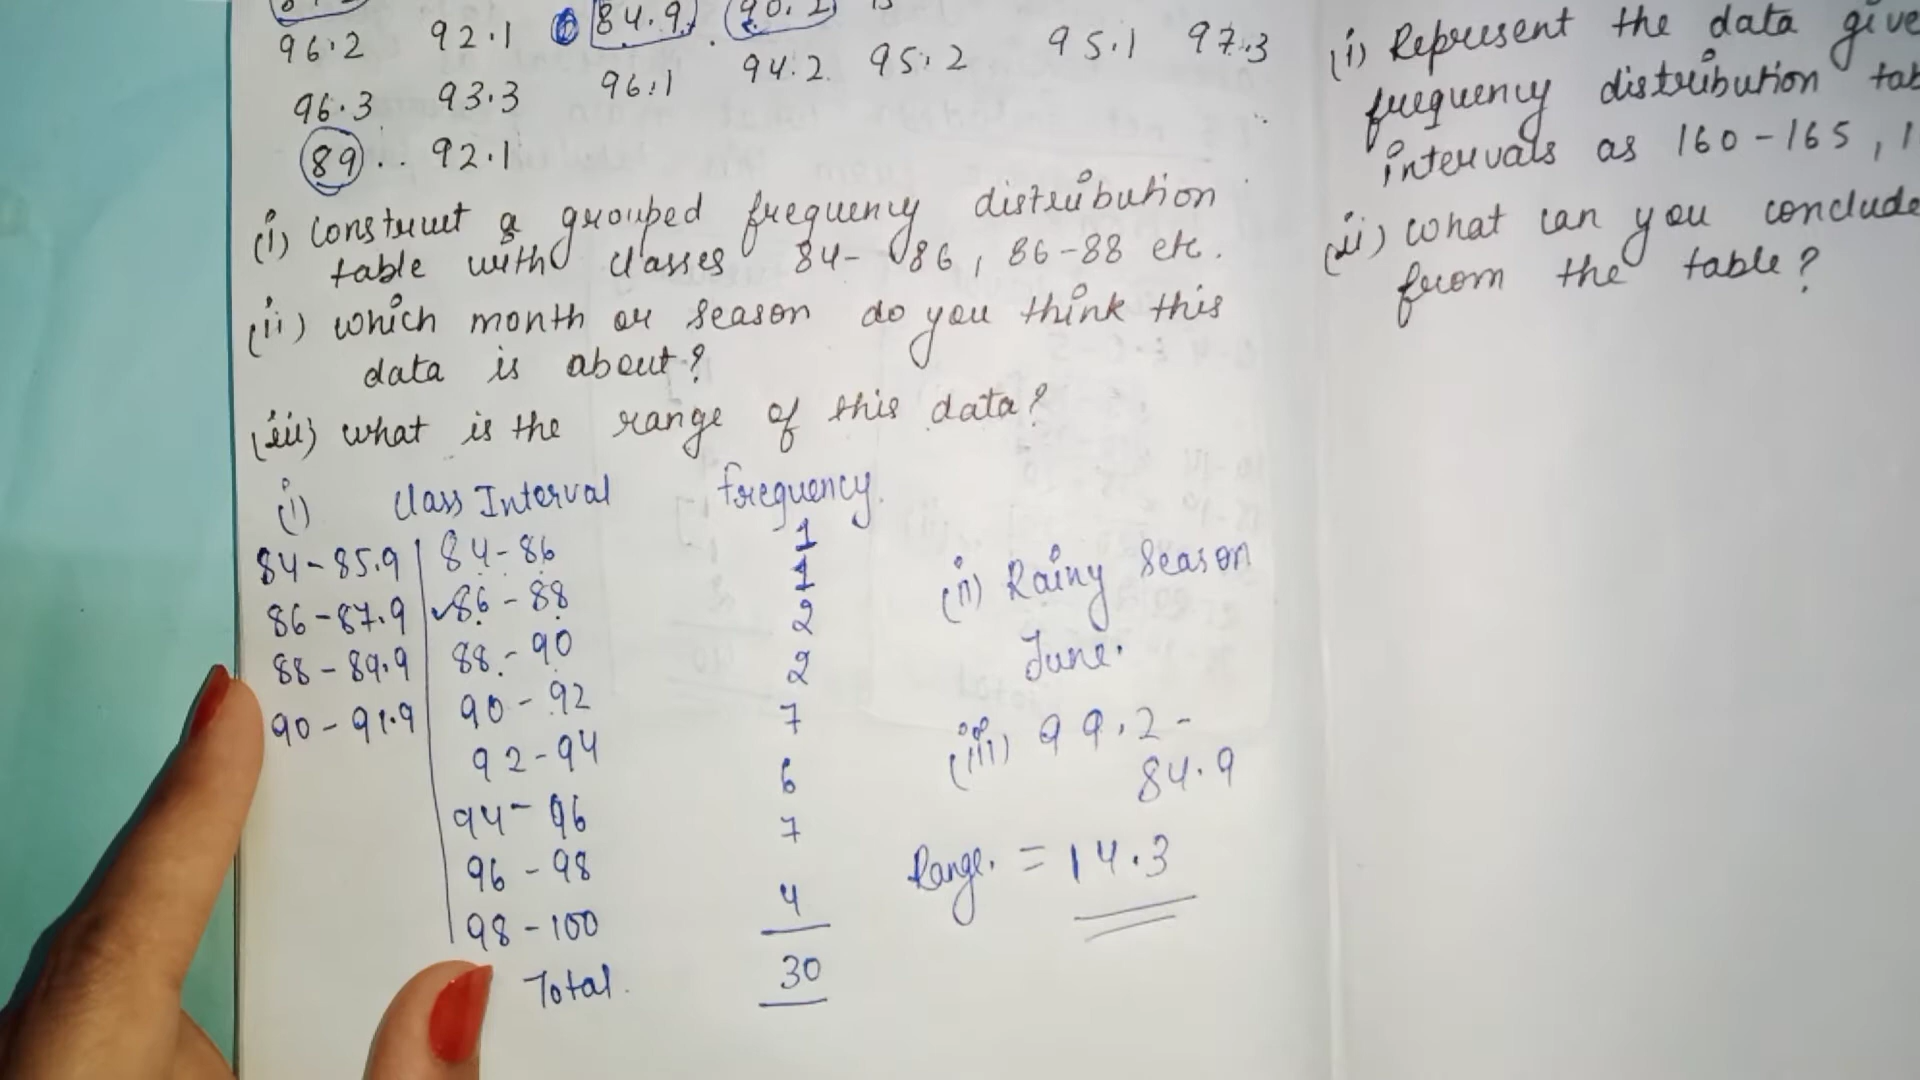 84.9 90.2
96.2 92.1
96.3 93.3 96.1 94.2 95.2 95.1 97.3
89 .. 92.1
(i) construct a grouped frequency distribution
table with classes 84-86, 86-88 etc.
(ii) which month or season do you think this
data is about?
(iii) what is the range of this data?
(i) Class Interval frequency.
84-85.9 84-86 1
86-87.9 86-88 1
88-89.9 88-90 2
90-91.9 90-92 2
92-94 7
94-96 6
96-98 7
98-100 4
Total. 30
(ii) Rainy Season
June.
(iii) 99.2-
84.9
Range. = 14.3
(i) Represent the data give
frequency distribution tab
intervals as 160-165, 1
(ii) what can you conclude
from the table?